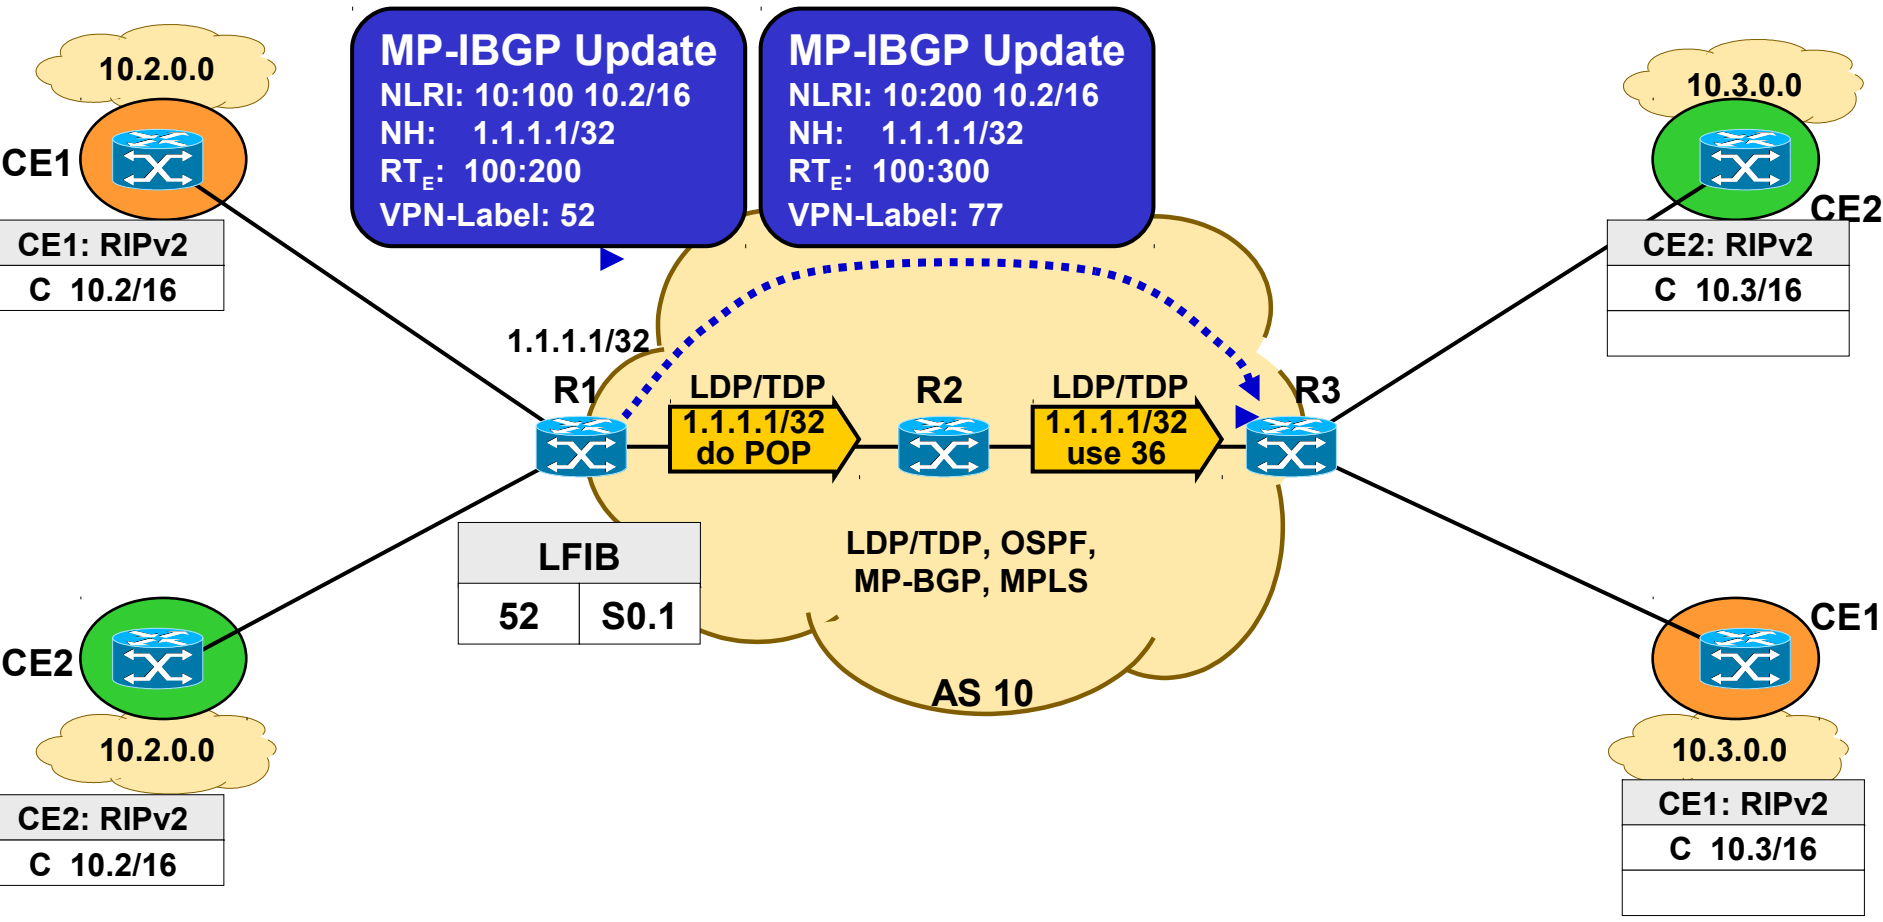 10.2.0.0
CE1
CE1: RIPv2
C 10.2/16
MP-IBGP Update
NLRI: 10:100 10.2/16
NH: 1.1.1.1/32
RTE: 100:200
VPN-Label: 52
MP-IBGP Update
NLRI: 10:200 10.2/16
NH: 1.1.1.1/32
RTE: 100:300
VPN-Label: 77
10.3.0.0
CE2
CE2: RIPv2
C 10.3/16
1.1.1.1/32
R1
LDP/TDP
1.1.1.1/32
do POP
R2
LDP/TDP
1.1.1.1/32
use 36
R3
LFIB
52 S0.1
LDP/TDP, OSPF,
MP-BGP, MPLS
AS 10
CE2
10.2.0.0
CE2: RIPv2
C 10.2/16
CE1
10.3.0.0
CE1: RIPv2
C 10.3/16